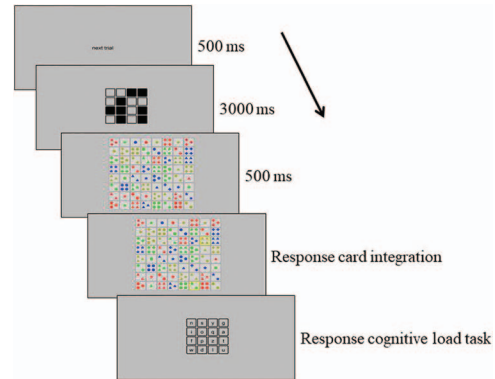 next trial
500 ms
3000 ms
500 ms
Response card integration
Response cognitive load task